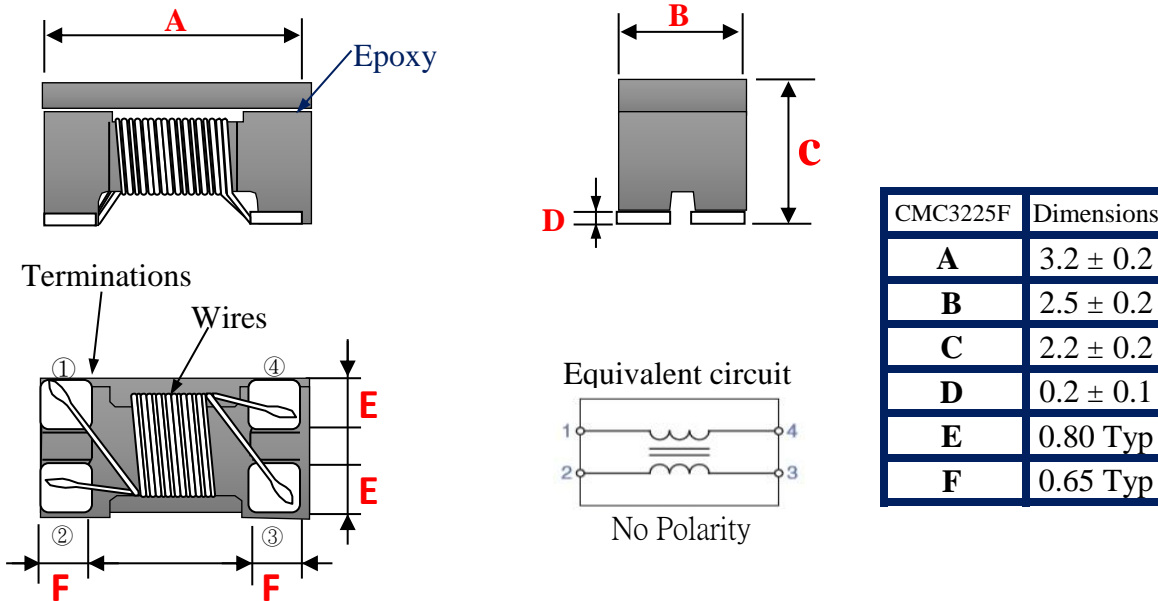 A
B
Epoxy
C
D
CMC3225F Dimensions
A 3.2 ± 0.2
B 2.5 ± 0.2
C 2.2 ± 0.2
D 0.2 ± 0.1
E 0.80 Typ
F 0.65 Typ
Terminations
Wires
① ④
E
E
② ③
F F
Equivalent circuit
1 4
2 3
No Polarity